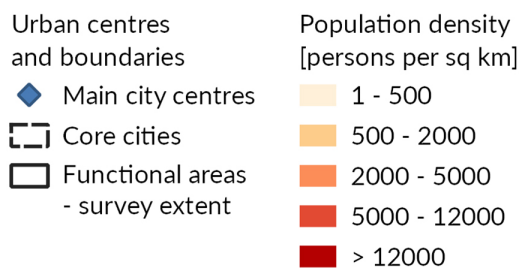 Urban centres
and boundaries
Main city centres
Core cities
Functional areas
- survey extent
Population density
[persons per sq km]
1 - 500
500 - 2000
2000 - 5000
5000 - 12000
> 12000